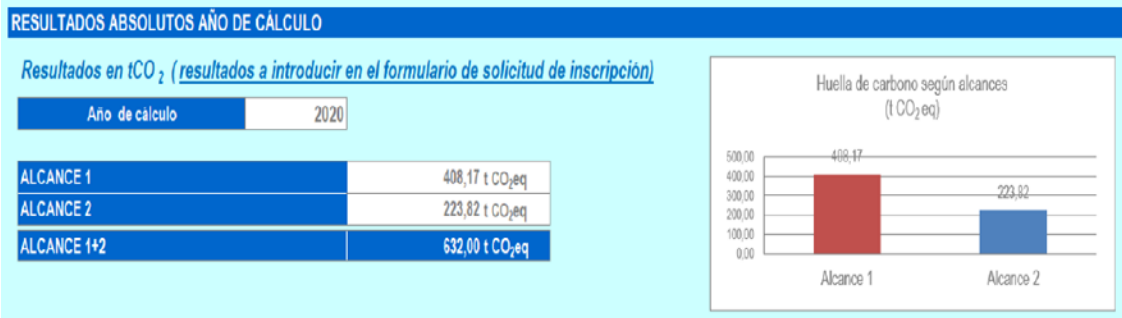 RESULTADOS ABSOLUTOS AÑO DE CÁLCULO
Resultados en tCO₂ (resultados a introducir en el formulario de solicitud de inscripción)
Año de cálculo 2020
ALCANCE 1 408,17 t CO₂eq
ALCANCE 2 223,82 t CO₂eq
ALCANCE 1+2 632,00 t CO₂eq
Huella de carbono según alcances
(t CO₂eq)
500,00
400,00
300,00
200,00
100,00
0,00
408,17
223,82
Alcance 1
Alcance 2